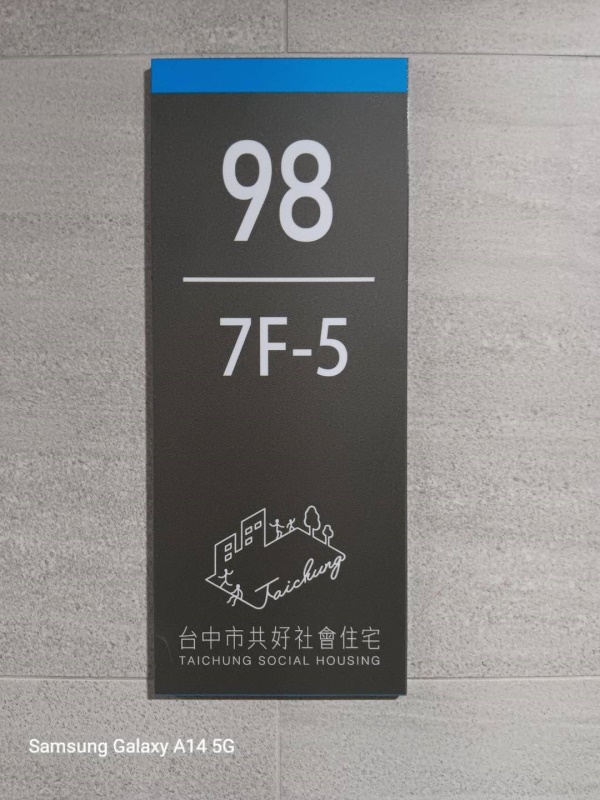 98
7F-5
Taichung
台中市共好社會住宅
TAICHUNG SOCIAL HOUSING
Samsung Galaxy A14 5G